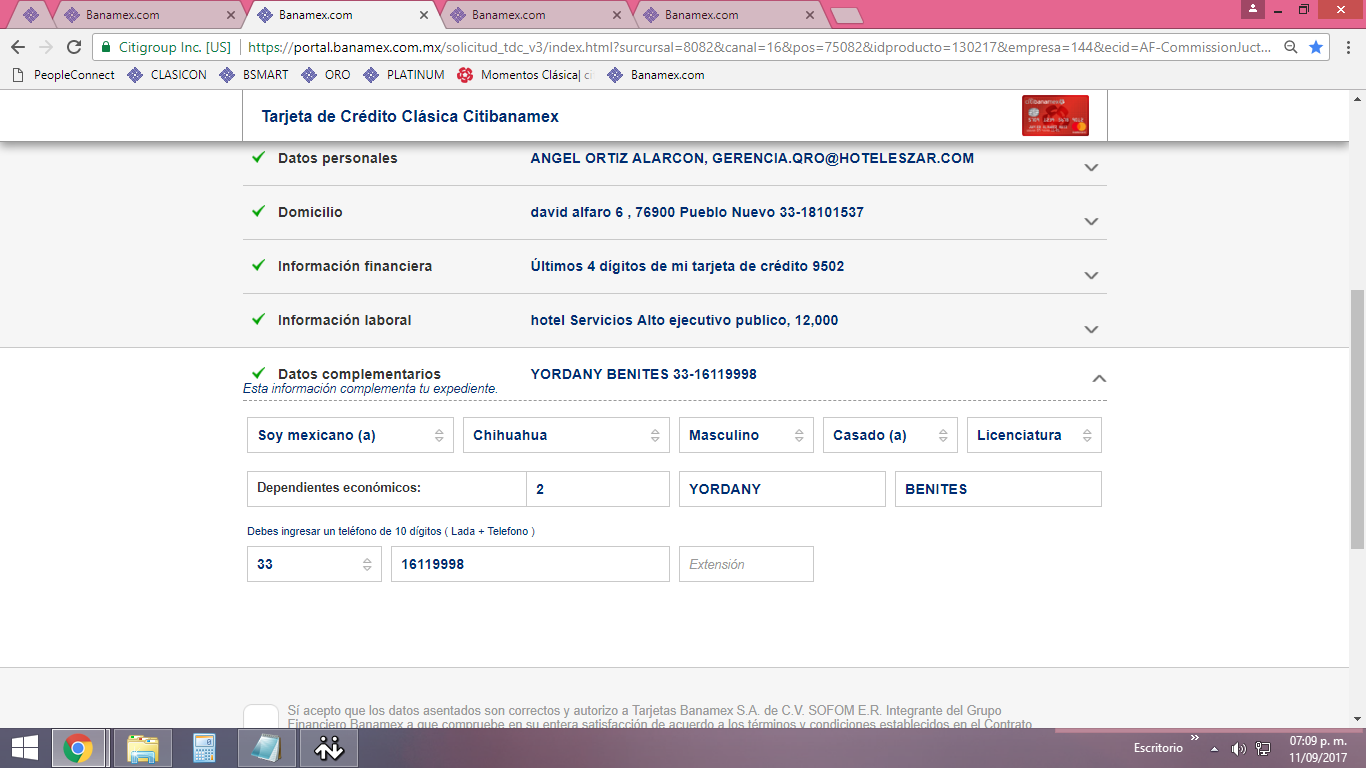 Banamex.com
Banamex.com
Banamex.com
Banamex.com
Citigroup Inc. [US]
https://portal.banamex.com.mx/solicitud_tdc_v3/index.html?surcursal=8082&canal=16&pos=75082&idproducto=130217&empresa=144&ecid=AF-CommissionJuct...
PeopleConnect CLASICON BSMART ORO PLATINUM Momentos Clásica| ci Banamex.com
Tarjeta de Crédito Clásica Citibanamex
Datos personales ANGEL ORTIZ ALARCON, GERENCIA.QRO@HOTELESZAR.COM
Domicilio david alfaro 6 , 76900 Pueblo Nuevo 33-18101537
Información financiera Últimos 4 dígitos de mi tarjeta de crédito 9502
Información laboral hotel Servicios Alto ejecutivo publico, 12,000
Datos complementarios YORDANY BENITES 33-16119998
Esta información complementa tu expediente.
Soy mexicano (a) Chihuahua Masculino Casado (a) Licenciatura
Dependientes económicos: 2 YORDANY BENITES
Debes ingresar un teléfono de 10 dígitos ( Lada + Telefono )
33 16119998 Extensión
Sí acepto que los datos asentados son correctos y autorizo a Tarjetas Banamex S.A. de C.V. SOFOM E.R. Integrante del Grupo
Financiero Banamex a que compruebe en su entera satisfacción de acuerdo a los términos y condiciones establecidos en el Contrato
Escritorio
07:09 p. m.
11/09/2017